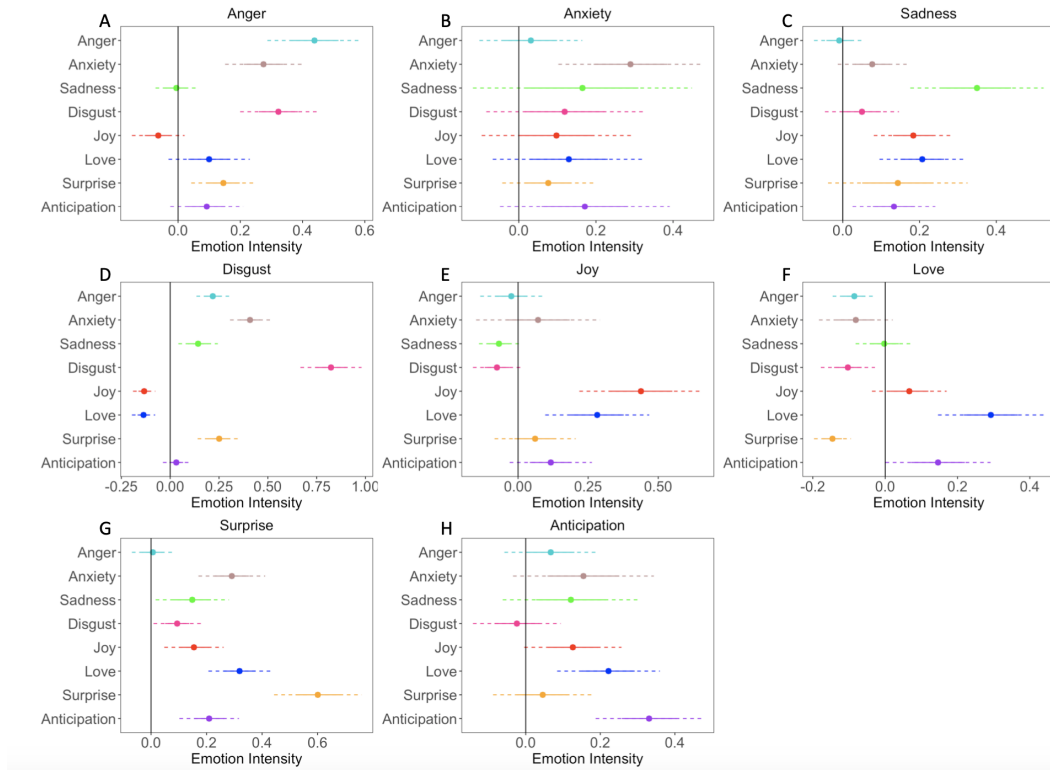 A Anger
Anger
Anxiety
Sadness
Disgust
Joy
Love
Surprise
Anticipation
0.0 0.2 0.4 0.6
Emotion Intensity
B Anxiety
Anger
Anxiety
Sadness
Disgust
Joy
Love
Surprise
Anticipation
0.0 0.2 0.4
Emotion Intensity
C Sadness
Anger
Anxiety
Sadness
Disgust
Joy
Love
Surprise
Anticipation
0.0 0.2 0.4
Emotion Intensity
D Disgust
Anger
Anxiety
Sadness
Disgust
Joy
Love
Surprise
Anticipation
-0.25 0.00 0.25 0.50 0.75 1.00
Emotion Intensity
E Joy
Anger
Anxiety
Sadness
Disgust
Joy
Love
Surprise
Anticipation
0.00 0.25 0.50
Emotion Intensity
F Love
Anger
Anxiety
Sadness
Disgust
Joy
Love
Surprise
Anticipation
-0.2 0.0 0.2 0.4
Emotion Intensity
G Surprise
Anger
Anxiety
Sadness
Disgust
Joy
Love
Surprise
Anticipation
0.0 0.2 0.4 0.6
Emotion Intensity
H Anticipation
Anger
Anxiety
Sadness
Disgust
Joy
Love
Surprise
Anticipation
0.0 0.2 0.4
Emotion Intensity